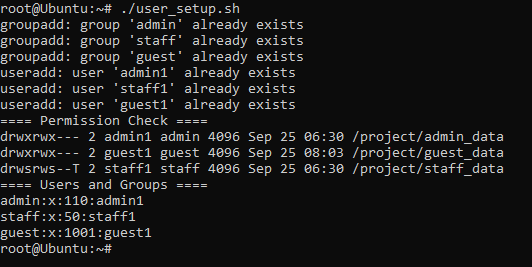 root@Ubuntu:~# ./user_setup.sh
groupadd: group 'admin' already exists
groupadd: group 'staff' already exists
groupadd: group 'guest' already exists
useradd: user 'admin1' already exists
useradd: user 'staff1' already exists
useradd: user 'guest1' already exists
==== Permission Check ====
drwxrwx--- 2 admin1 admin 4096 Sep 25 06:30 /project/admin_data
drwxrwx--- 2 guest1 guest 4096 Sep 25 08:03 /project/guest_data
drwsrws--T 2 staff1 staff 4096 Sep 25 06:30 /project/staff_data
==== Users and Groups ====
admin:x:110:admin1
staff:x:50:staff1
guest:x:1001:guest1
root@Ubuntu:~#